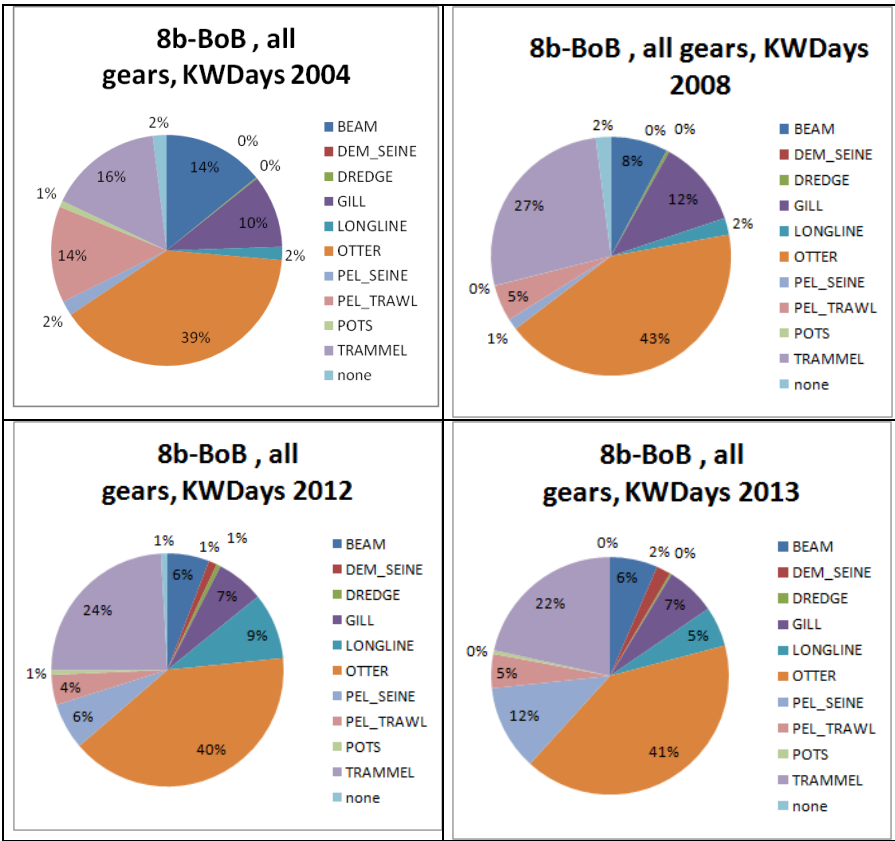 8b-BoB , all
gears, KWDays 2004
2%
0%
0%
14%
16%
10%
1%
14%
2%
2%
39%
BEAM
DEM_SEINE
DREDGE
GILL
LONGLINE
OTTER
PEL_SEINE
PEL_TRAWL
POTS
TRAMMEL
none
8b-BoB , all gears, KWDays
2008
2%
0%
0%
8%
12%
27%
2%
0%
5%
1%
43%
BEAM
DEM_SEINE
DREDGE
GILL
LONGLINE
OTTER
PEL_SEINE
PEL_TRAWL
POTS
TRAMMEL
none
8b-BoB , all
gears, KWDays 2012
1%
1%
1%
6%
7%
24%
9%
1%
4%
6%
40%
BEAM
DEM_SEINE
DREDGE
GILL
LONGLINE
OTTER
PEL_SEINE
PEL_TRAWL
POTS
TRAMMEL
none
8b-BoB , all
gears, KWDays 2013
0%
2%
0%
6%
7%
22%
5%
0%
5%
12%
41%
BEAM
DEM_SEINE
DREDGE
GILL
LONGLINE
OTTER
PEL_SEINE
PEL_TRAWL
POTS
TRAMMEL
none